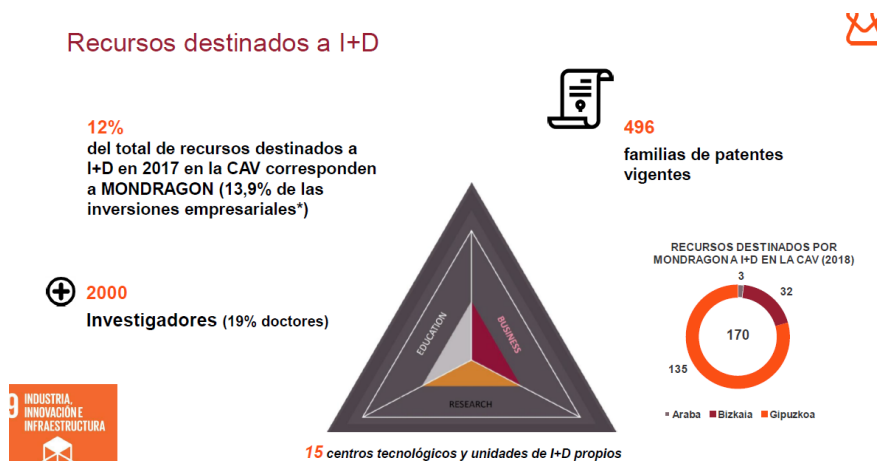 Recursos destinados a I+D
12%
del total de recursos destinados a
I+D en 2017 en la CAV corresponden
a MONDRAGON (13,9% de las
inversiones empresariales*)
496
familias de patentes
vigentes
2000
Investigadores (19% doctores)
EDUCATION
BUSINESS
RESEARCH
RECURSOS DESTINADOS POR
MONDRAGON A I+D EN LA CAV (2018)
3
32
170
135
Araba Bizkaia Gipuzkoa
9 INDUSTRIA,
INNOVACIÓN E
INFRAESTRUCTURA
15 centros tecnológicos y unidades de I+D propios